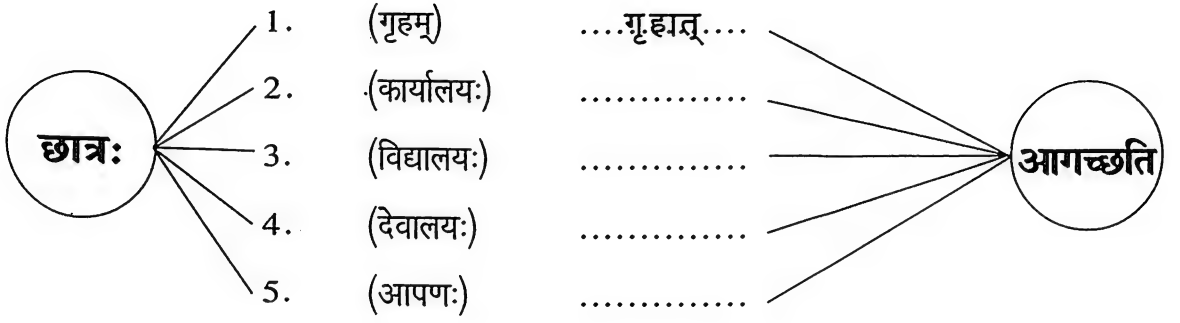 1. (गृहम्) ....गृहात्....
2. (कार्यालयः) ..............
छात्रः 3. (विद्यालयः) .............. आगच्छति
4. (देवालयः) ..............
5. (आपणः) ..............